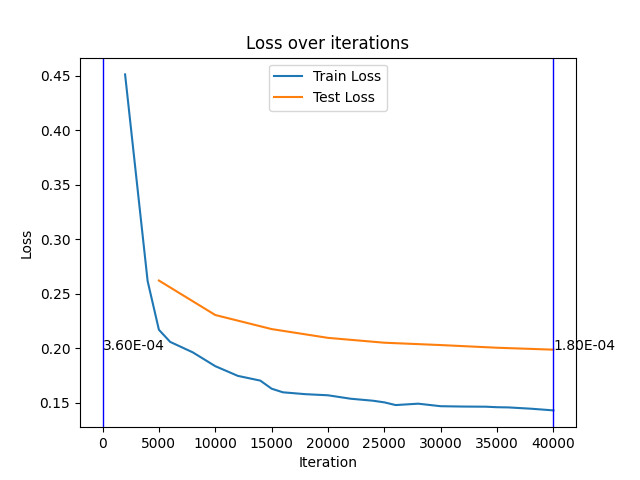 Loss over iterations
Train Loss
Test Loss
0.45
0.40
0.35
0.30
0.25
0.20
0.15
Loss
3.60E-04
1.80E-04
0 5000 10000 15000 20000 25000 30000 35000 40000
Iteration